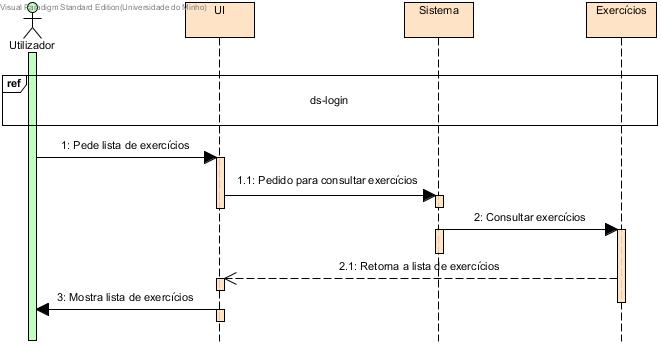 Visual Paradigm Standard Edition(Universidade do Minho)
UI
Sistema
Exercícios
Utilizador
ref
ds-login
1: Pede lista de exercícios
1.1: Pedido para consultar exercícios
2: Consultar exercícios
2.1: Retorna a lista de exercícios
3: Mostra lista de exercícios